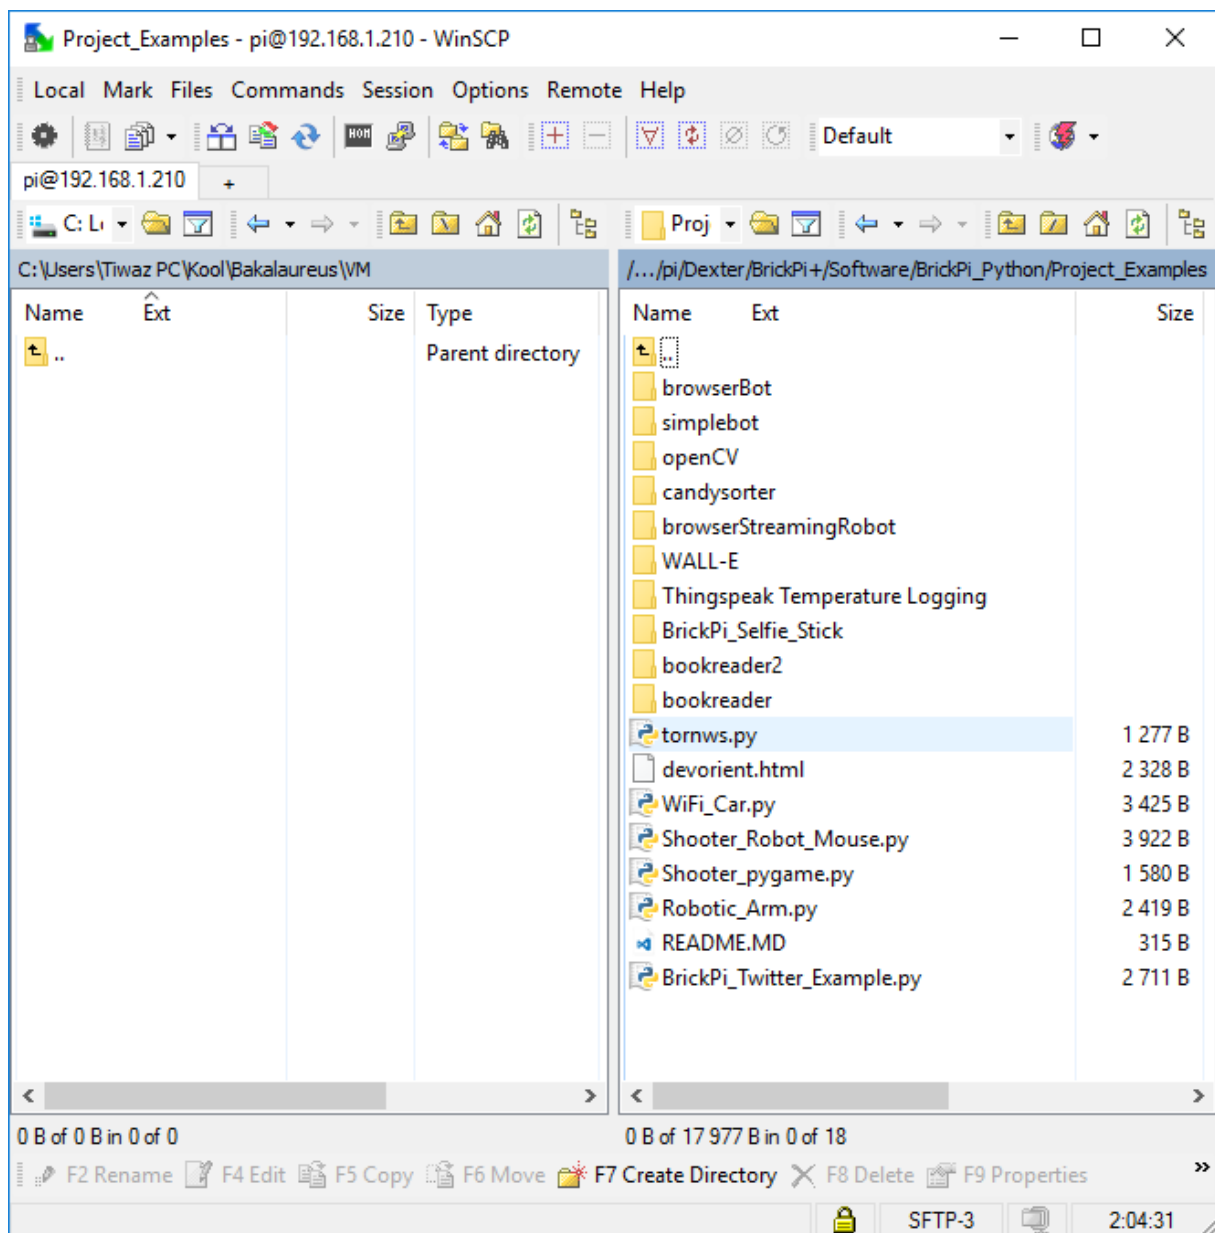 Project_Examples - pi@192.168.1.210 - WinSCP
Local Mark Files Commands Session Options Remote Help
Default
pi@192.168.1.210 +
C: Lo
Proj
C:\Users\Tiwaz PC\Kool\Bakalaureus\VM
/.../pi/Dexter/BrickPi+/Software/BrickPi_Python/Project_Examples
Name Ext Size Type
.. Parent directory
Name Ext Size
..
browserBot
simplebot
openCV
candysorter
browserStreamingRobot
WALL-E
Thingspeak Temperature Logging
BrickPi_Selfie_Stick
bookreader2
bookreader
tornws.py 1 277 B
devorient.html 2 328 B
WiFi_Car.py 3 425 B
Shooter_Robot_Mouse.py 3 922 B
Shooter_pygame.py 1 580 B
Robotic_Arm.py 2 419 B
README.MD 315 B
BrickPi_Twitter_Example.py 2 711 B
0 B of 0 B in 0 of 0
0 B of 17 977 B in 0 of 18
F2 Rename F4 Edit F5 Copy F6 Move F7 Create Directory F8 Delete F9 Properties »
SFTP-3 2:04:31